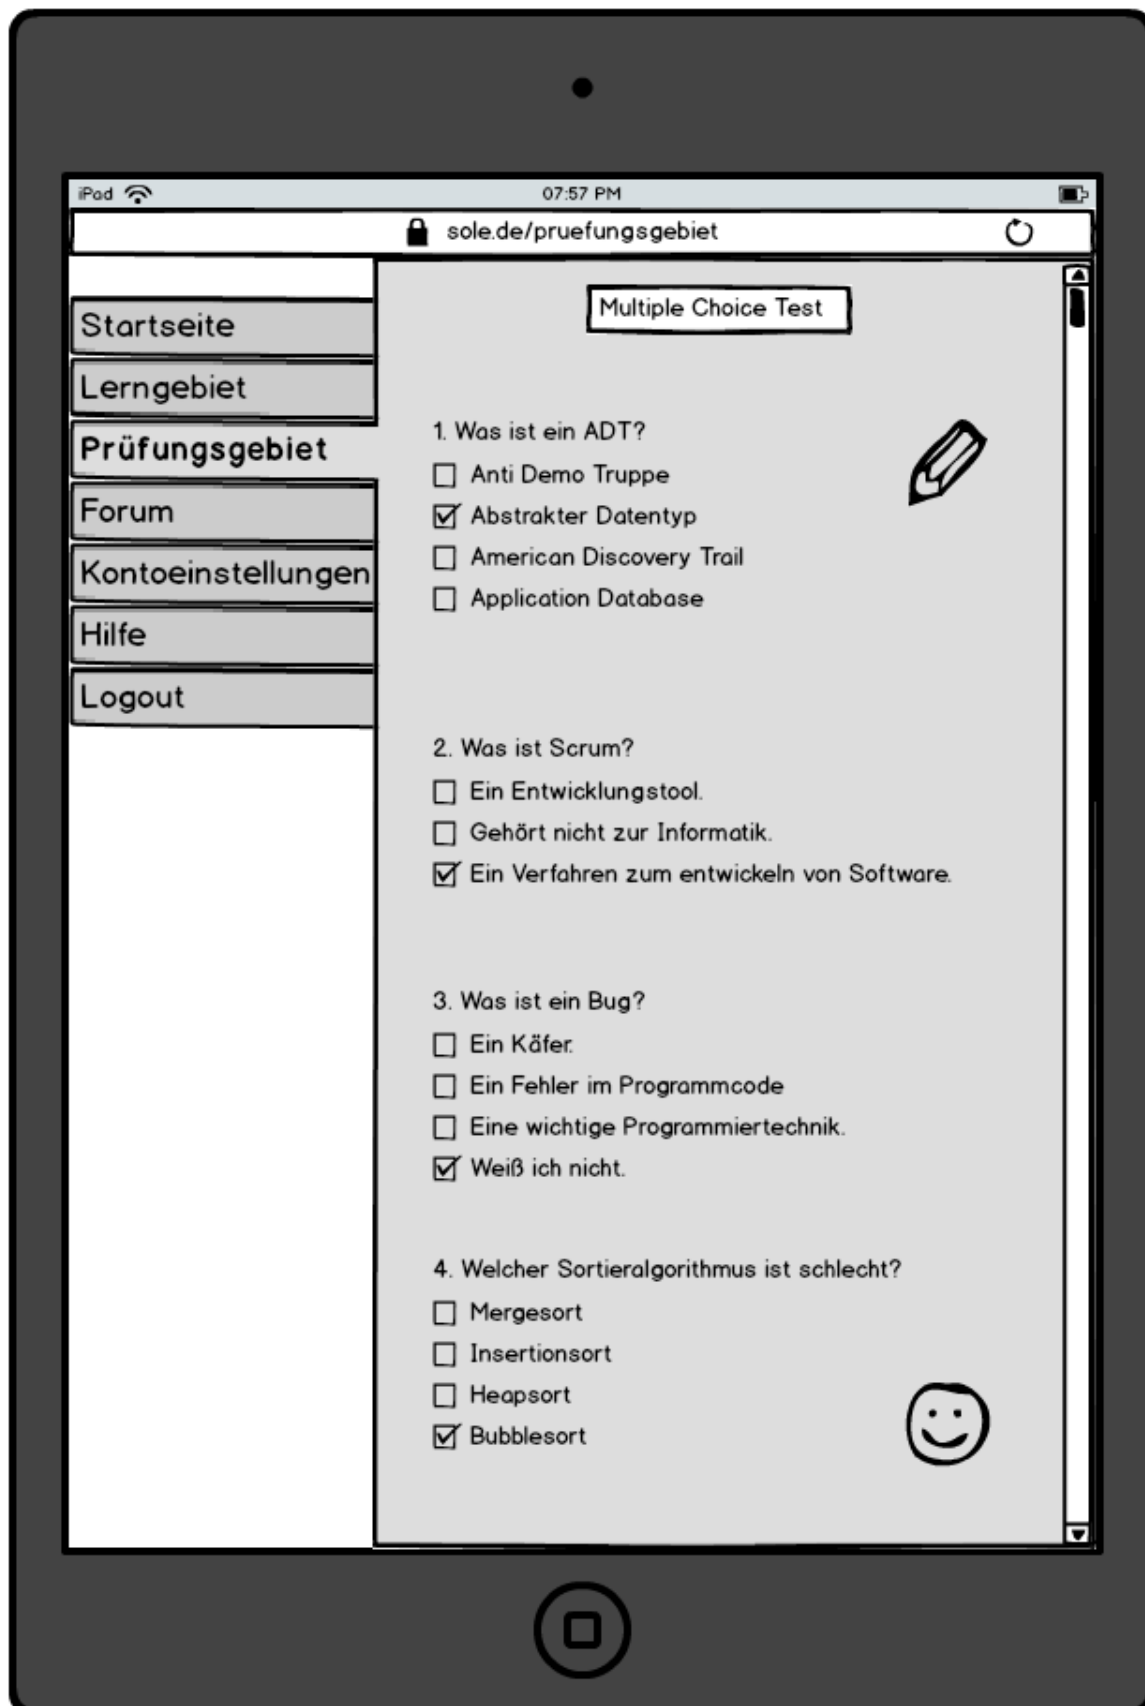 iPad
07:57 PM
sole.de/pruefungsgebiet
Startseite
Lerngebiet
Prüfungsgebiet
Forum
Kontoeinstellungen
Hilfe
Logout
Multiple Choice Test
1. Was ist ein ADT?
Anti Demo Truppe
Abstrakter Datentyp
American Discovery Trail
Application Database
2. Was ist Scrum?
Ein Entwicklungstool.
Gehört nicht zur Informatik.
Ein Verfahren zum entwickeln von Software.
3. Was ist ein Bug?
Ein Käfer.
Ein Fehler im Programmcode
Eine wichtige Programmiertechnik.
Weiß ich nicht.
4. Welcher Sortieralgorithmus ist schlecht?
Mergesort
Insertionsort
Heapsort
Bubblesort